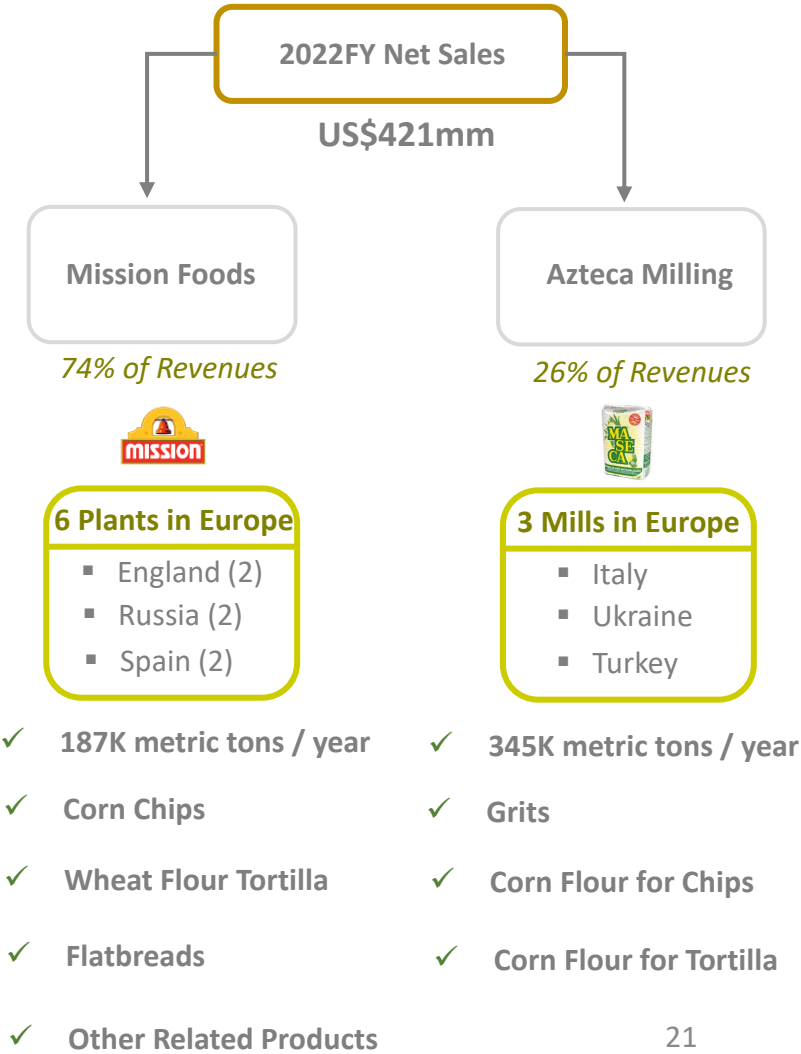 2022FY Net Sales
US$421mm
Mission Foods
74% of Revenues
MISSION
6 Plants in Europe
▪ England (2)
▪ Russia (2)
▪ Spain (2)
✓ 187K metric tons / year
✓ Corn Chips
✓ Wheat Flour Tortilla
✓ Flatbreads
✓ Other Related Products
Azteca Milling
26% of Revenues
MA
SE
CA
3 Mills in Europe
▪ Italy
▪ Ukraine
▪ Turkey
✓ 345K metric tons / year
✓ Grits
✓ Corn Flour for Chips
✓ Corn Flour for Tortilla
21